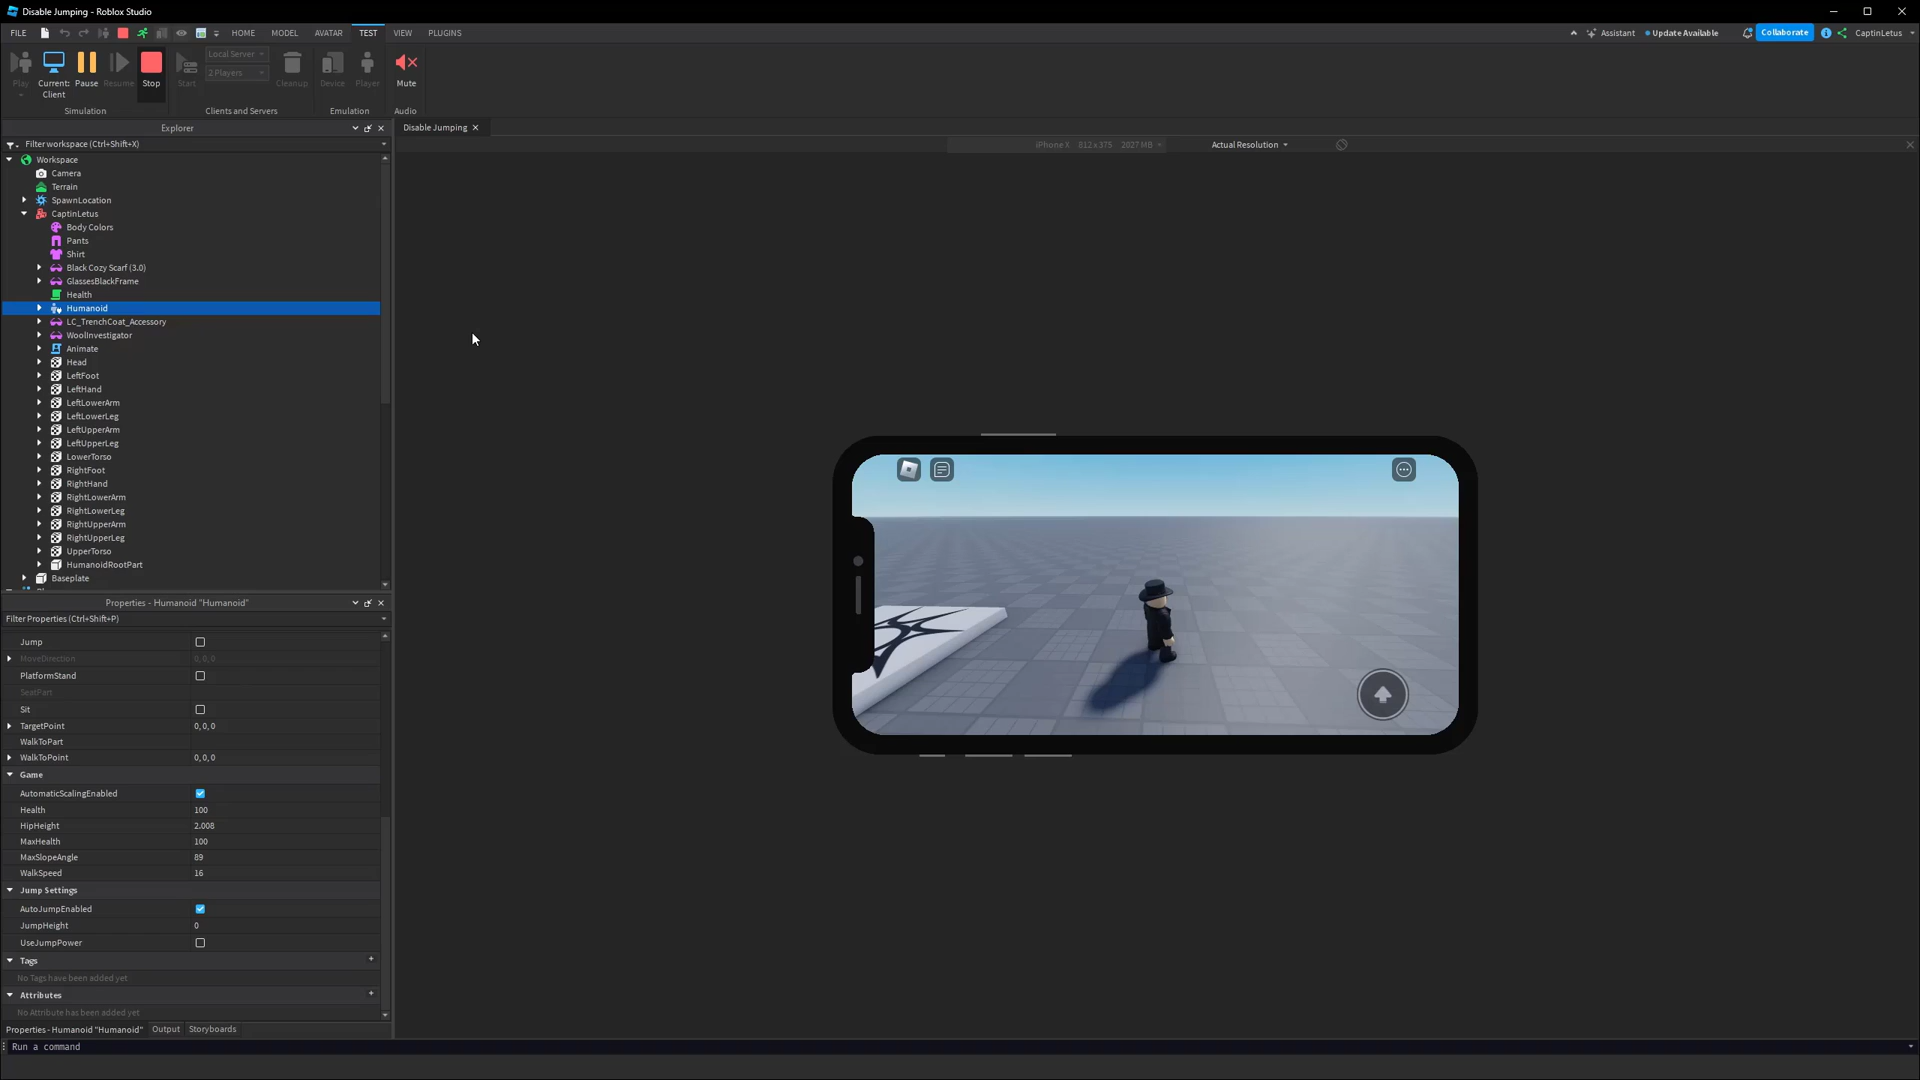 Disable Jumping - Roblox Studio
FILE HOME MODEL AVATAR TEST VIEW PLUGINS Assistant Update Available Collaborate CaptinLetus
Play Current: Client Pause Resume Stop Start Local Server 2 Players Cleanup Device Player Mute
Simulation Clients and Servers Emulation Audio
Explorer
Disable Jumping
Filter workspace (Ctrl+Shift+X)
iPhone X 812x375 2027 MB Actual Resolution
Workspace
Camera
Terrain
SpawnLocation
CaptinLetus
Body Colors
Pants
Shirt
Black Cozy Scarf (3.0)
GlassesBlackFrame
Health
Humanoid
LC_TrenchCoat_Accessory
WoolInvestigator
Animate
Head
LeftFoot
LeftHand
LeftLowerArm
LeftLowerLeg
LeftUpperArm
LeftUpperLeg
LowerTorso
RightFoot
RightHand
RightLowerArm
RightLowerLeg
RightUpperArm
RightUpperLeg
UpperTorso
HumanoidRootPart
Baseplate
Properties - Humanoid "Humanoid"
Filter Properties (Ctrl+Shift+P)
Jump
MoveDirection 0, 0, 0
PlatformStand
SeatPart
Sit
TargetPoint 0, 0, 0
WalkToPart
WalkToPoint 0, 0, 0
Game
AutomaticScalingEnabled
Health 100
HipHeight 2.008
MaxHealth 100
MaxSlopeAngle 89
WalkSpeed 16
Jump Settings
AutoJumpEnabled
JumpHeight 0
UseJumpPower
Tags +
No Tags have been added yet
Attributes +
No Attribute has been added yet
Properties - Humanoid "Humanoid" Output Storyboards
Run a command